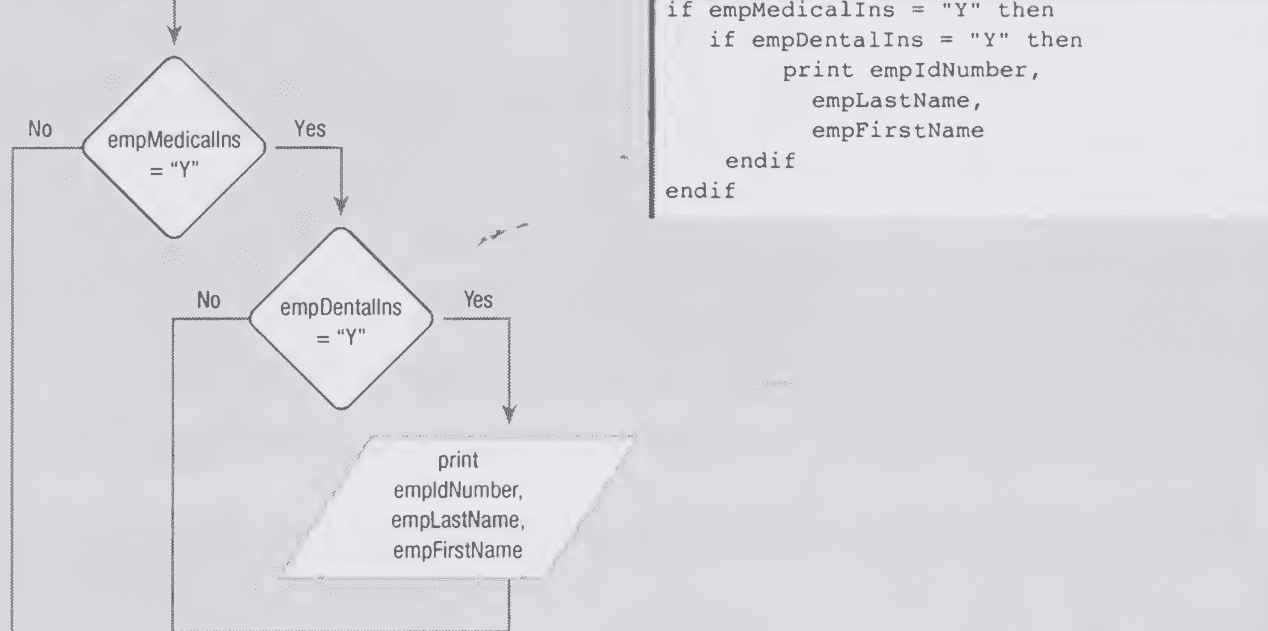 No
empMedicalIns
= “Y”
Yes
No
empDentalIns
= “Y”
Yes
print
empIdNumber,
empLastName,
empFirstName
if empMedicalIns = "Y" then
if empDentalIns = "Y" then
print empIdNumber,
empLastName,
empFirstName
endif
endif